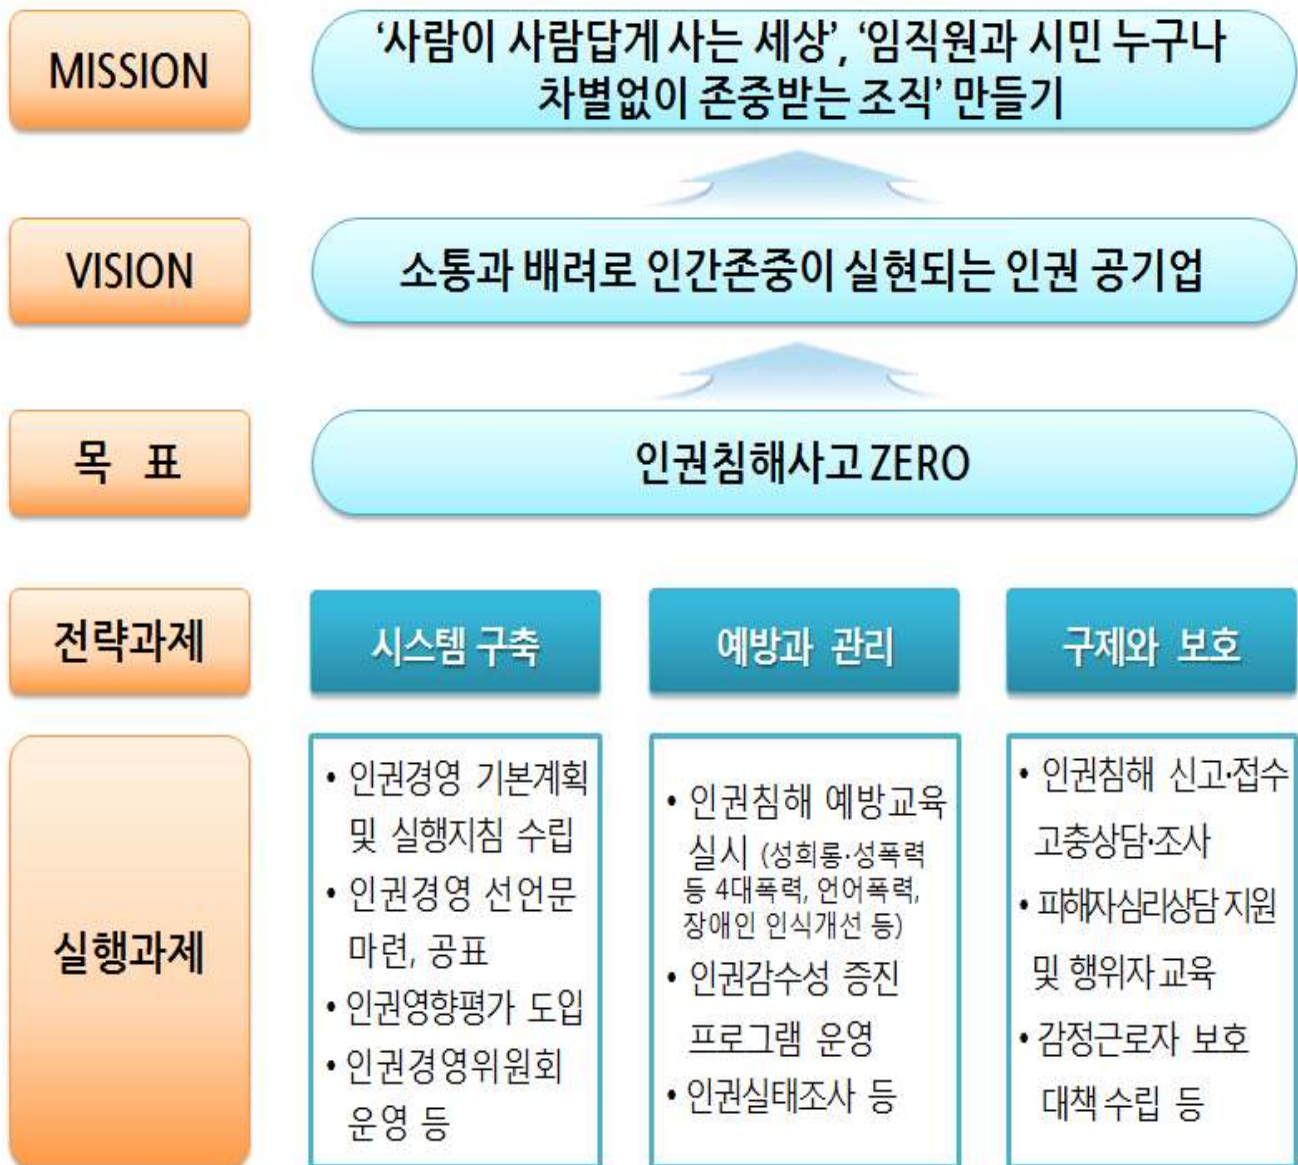 MISSION
‘사람이 사람답게 사는 세상’, ‘임직원과 시민 누구나
차별없이 존중받는 조직’ 만들기
VISION
소통과 배려로 인간존중이 실현되는 인권 공기업
목 표
인권침해사고 ZERO
전략과제
시스템 구축
예방과 관리
구제와 보호
실행과제
• 인권경영 기본계획
및 실행지침 수립
• 인권경영 선언문
마련, 공표
• 인권영향평가 도입
• 인권경영위원회
운영 등
• 인권침해 예방교육
실시 (성희롱·성폭력
등 4대폭력, 언어폭력,
장애인 인식개선 등)
• 인권감수성 증진
프로그램 운영
• 인권실태조사 등
• 인권침해 신고·접수
고충상담·조사
• 피해자심리상담 지원
및 행위자 교육
• 감정근로자 보호
대책 수립 등